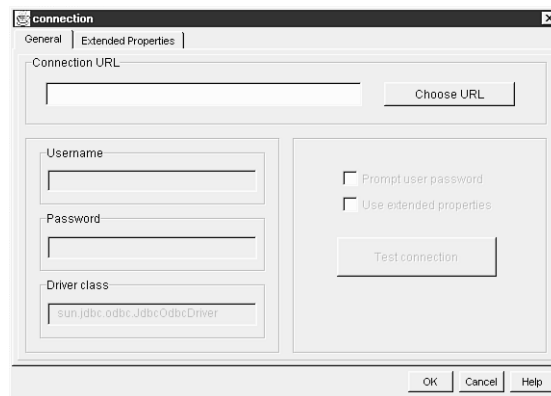 connection
General
Extended Properties
Connection URL
Choose URL
Username
Prompt user password
Use extended properties
Password
Test connection
Driver class
sun.jdbc.odbc.JdbcOdbcDriver
OK
Cancel
Help